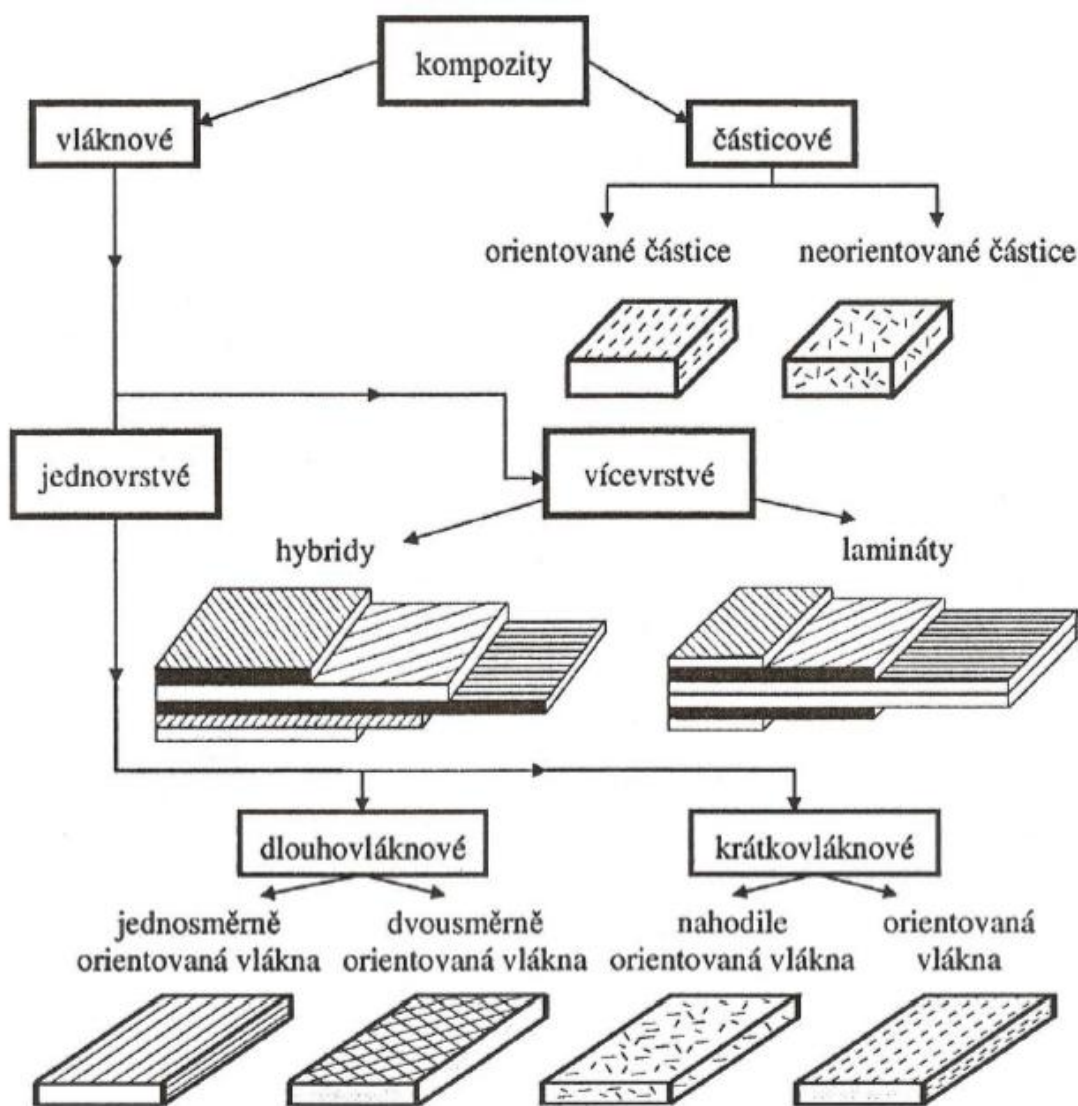 kompozity
vláknové
částicové
orientované částice
neorientované částice
jednovrstvé
vícevrstvé
hybridy
lamináty
dlouhovláknové
krátkovláknové
jednosměrně
orientovaná vlákna
dvousměrně
orientovaná vlákna
nahodile
orientovaná vlákna
orientovaná
vlákna